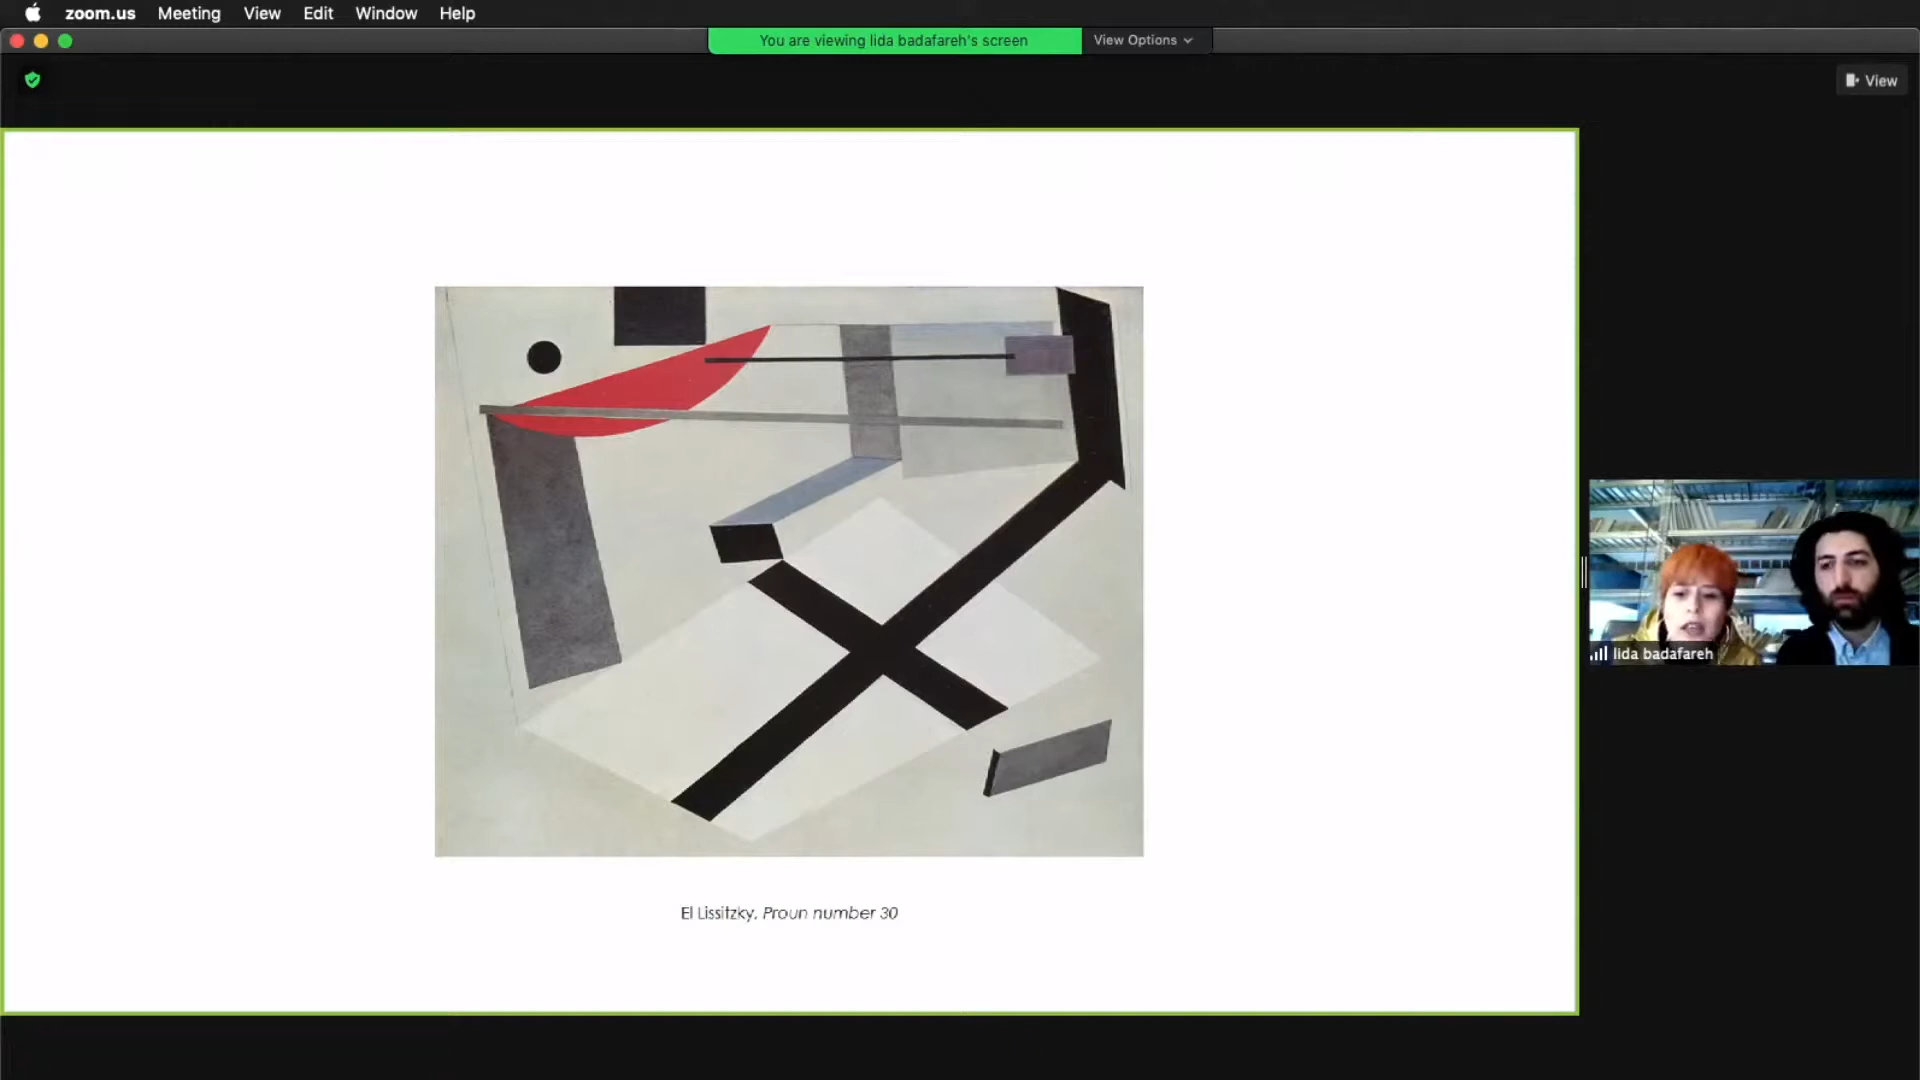 zoom.us Meeting View Edit Window Help
You are viewing lida badafareh's screen View Options
View
lida badafareh
El Lissitzky. Proun number 30